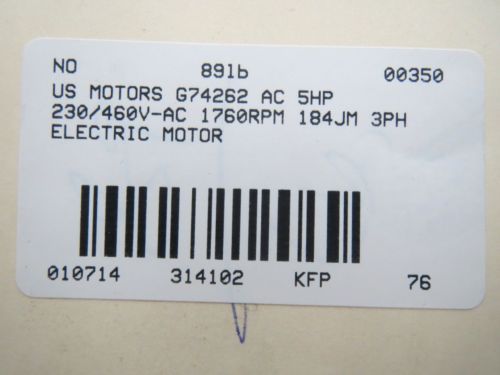 NO 891b 00350
US MOTORS G74262 AC 5HP
230/460V-AC 1760RPM 184JM 3PH
ELECTRIC MOTOR
010714 314102 KFP 76